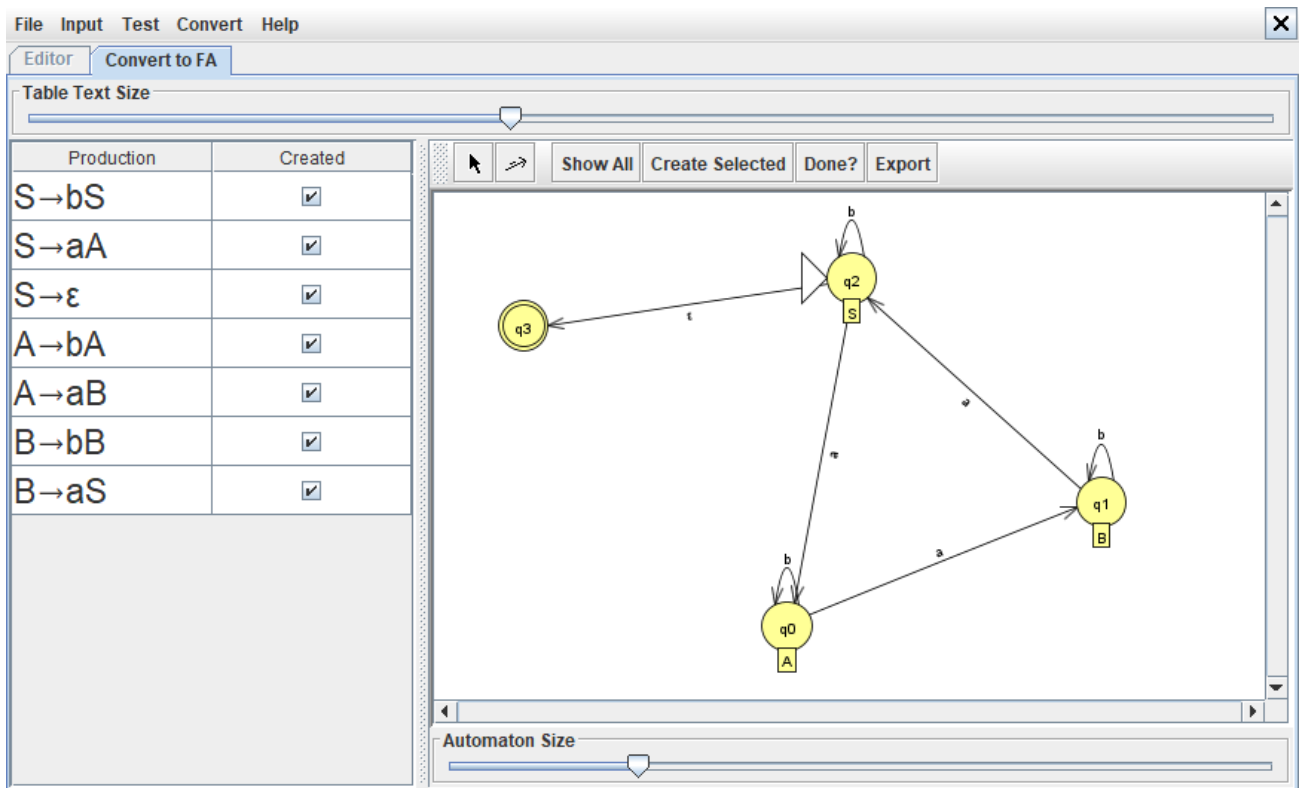 File Input Test Convert Help
Editor Convert to FA
Table Text Size
Production Created
Show All Create Selected Done? Export
S→bS
S→aA
S→ε
A→bA
A→aB
B→bB
B→aS
b
q2
S
q3
ε
a
b
a
q1
B
a
b
q0
A
Automaton Size